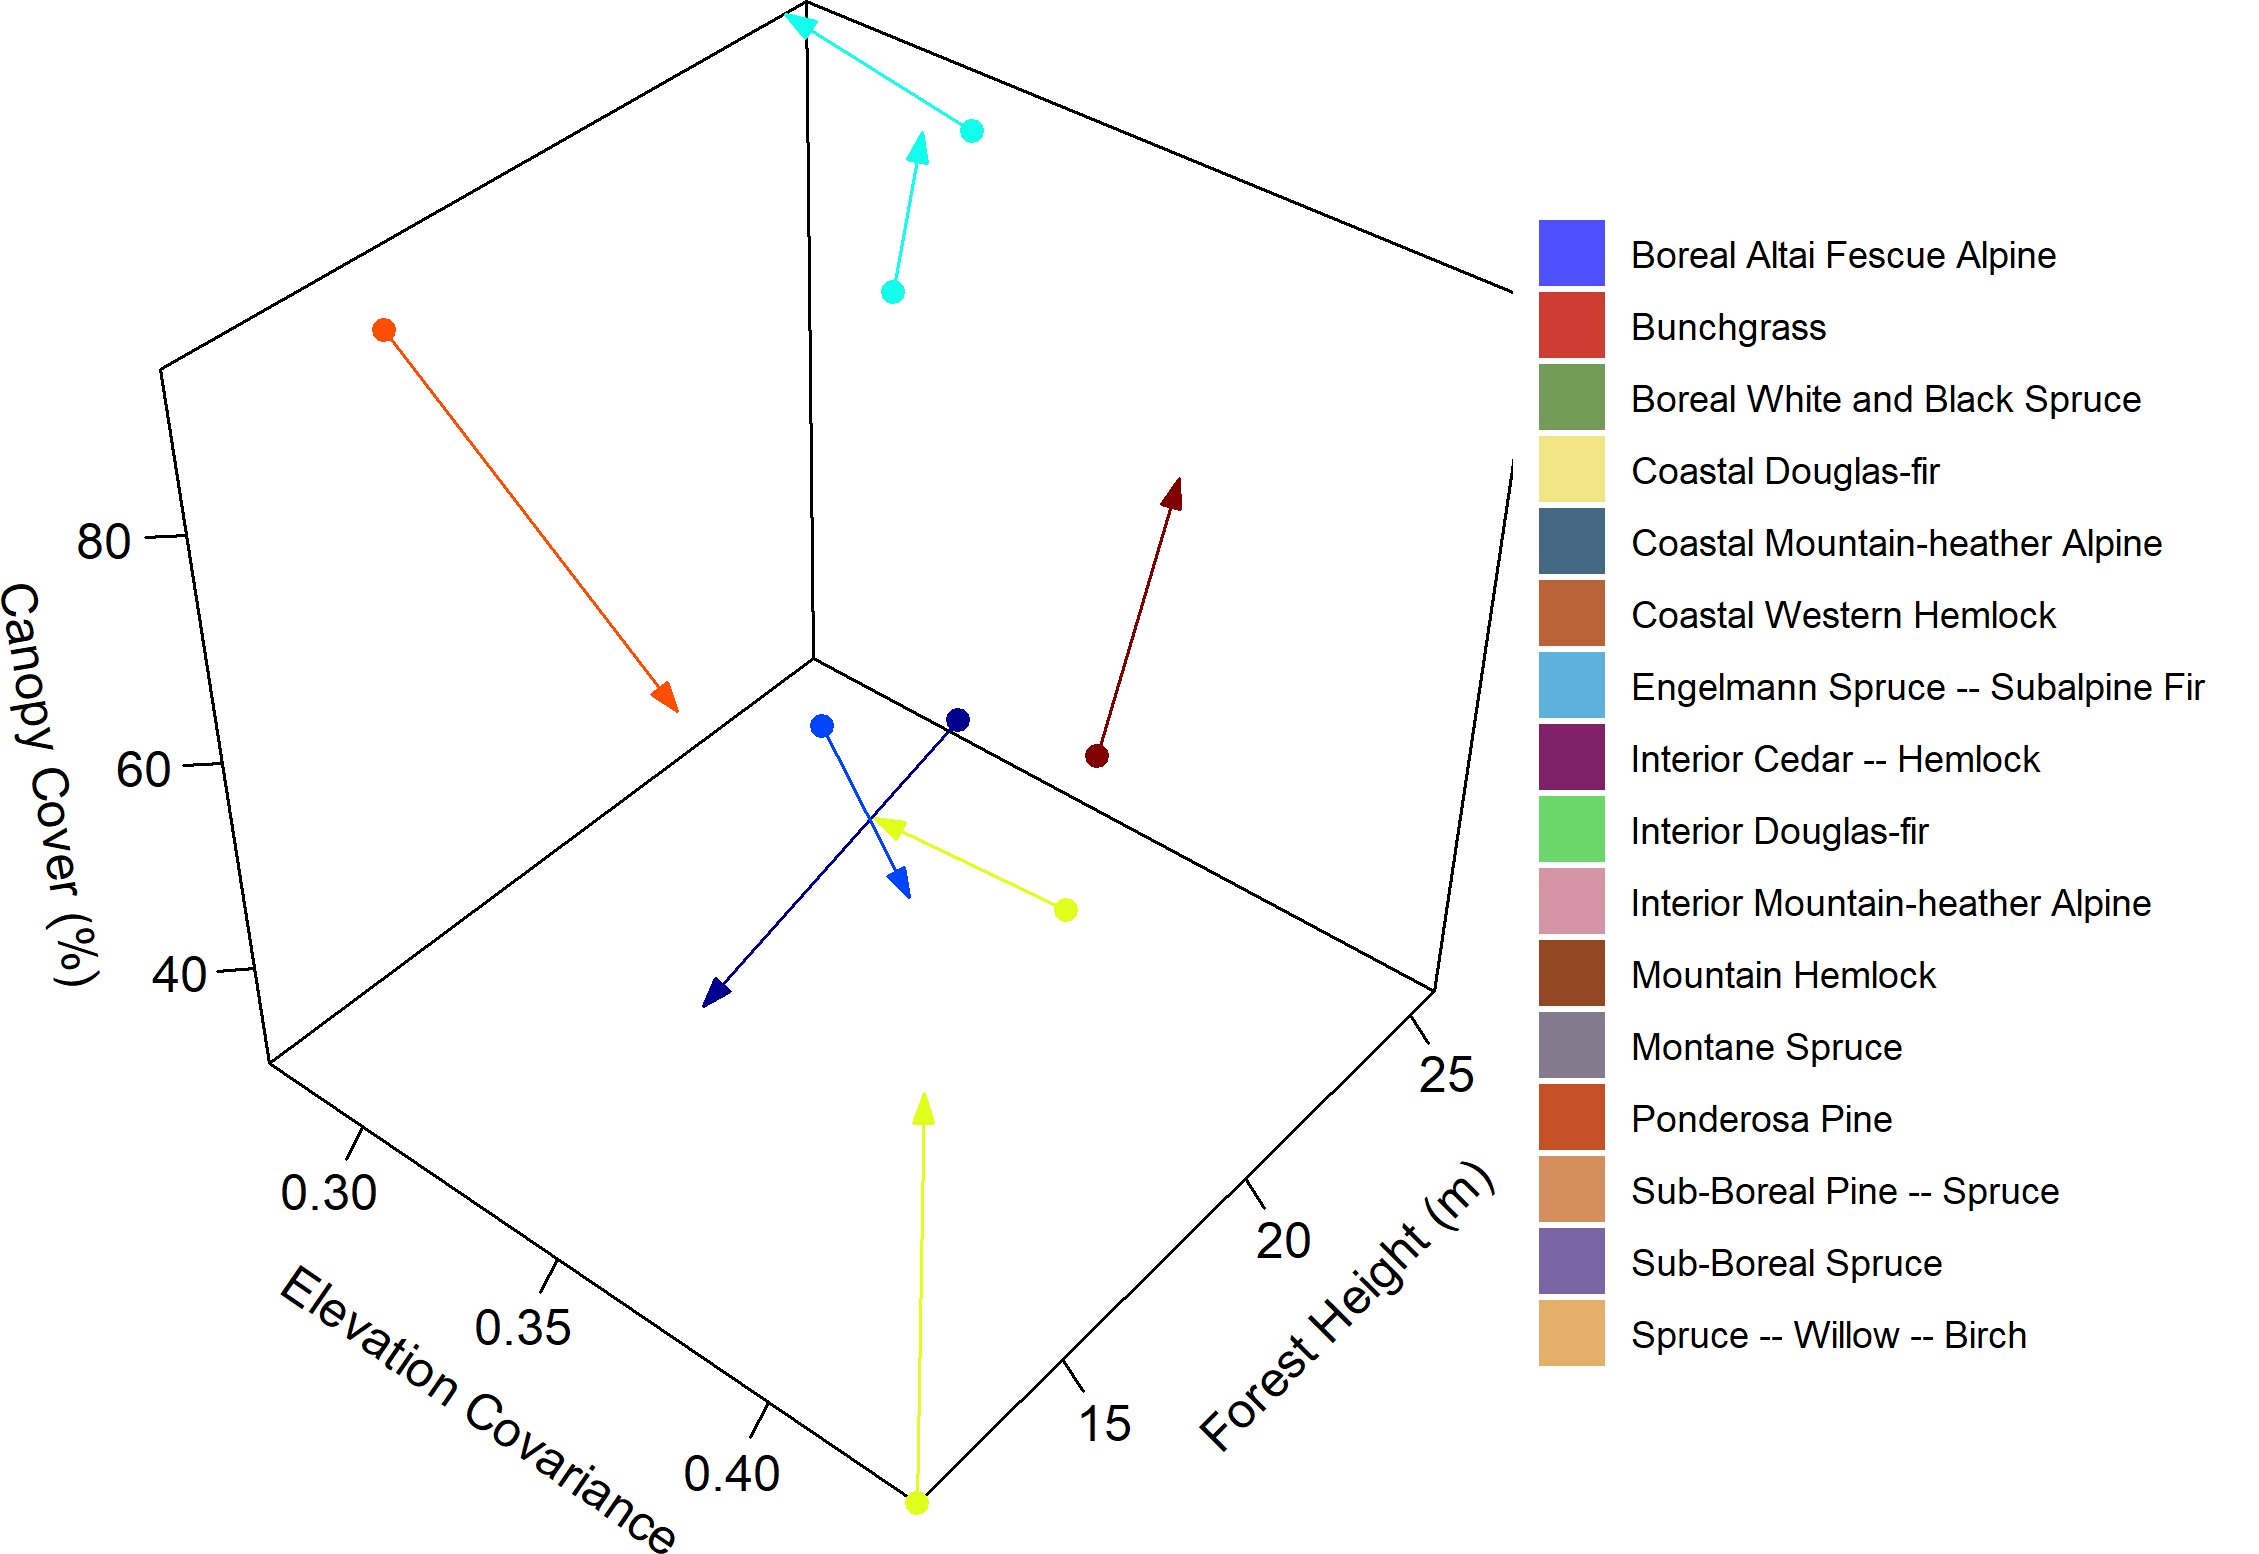 80
60
40
Canopy Cover (%)
0.30
0.35
0.40
Elevation Covariance
15
20
25
Forest Height (m)
Boreal Altai Fescue Alpine
Bunchgrass
Boreal White and Black Spruce
Coastal Douglas-fir
Coastal Mountain-heather Alpine
Coastal Western Hemlock
Engelmann Spruce -- Subalpine Fir
Interior Cedar -- Hemlock
Interior Douglas-fir
Interior Mountain-heather Alpine
Mountain Hemlock
Montane Spruce
Ponderosa Pine
Sub-Boreal Pine -- Spruce
Sub-Boreal Spruce
Spruce -- Willow -- Birch